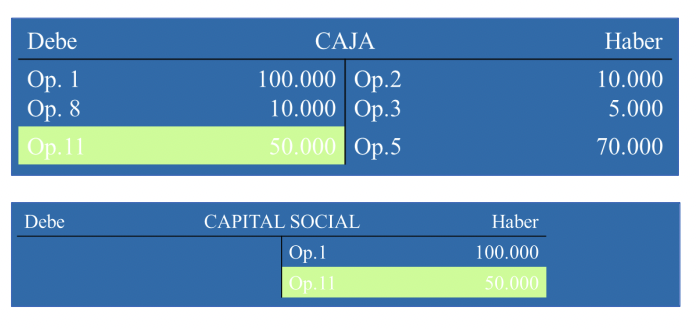 Debe CAJA Haber
Op. 1 100.000 Op.2 10.000
Op. 8 10.000 Op.3 5.000
Op.11 50.000 Op.5 70.000
Debe CAPITAL SOCIAL Haber
Op.1 100.000
Op.11 50.000